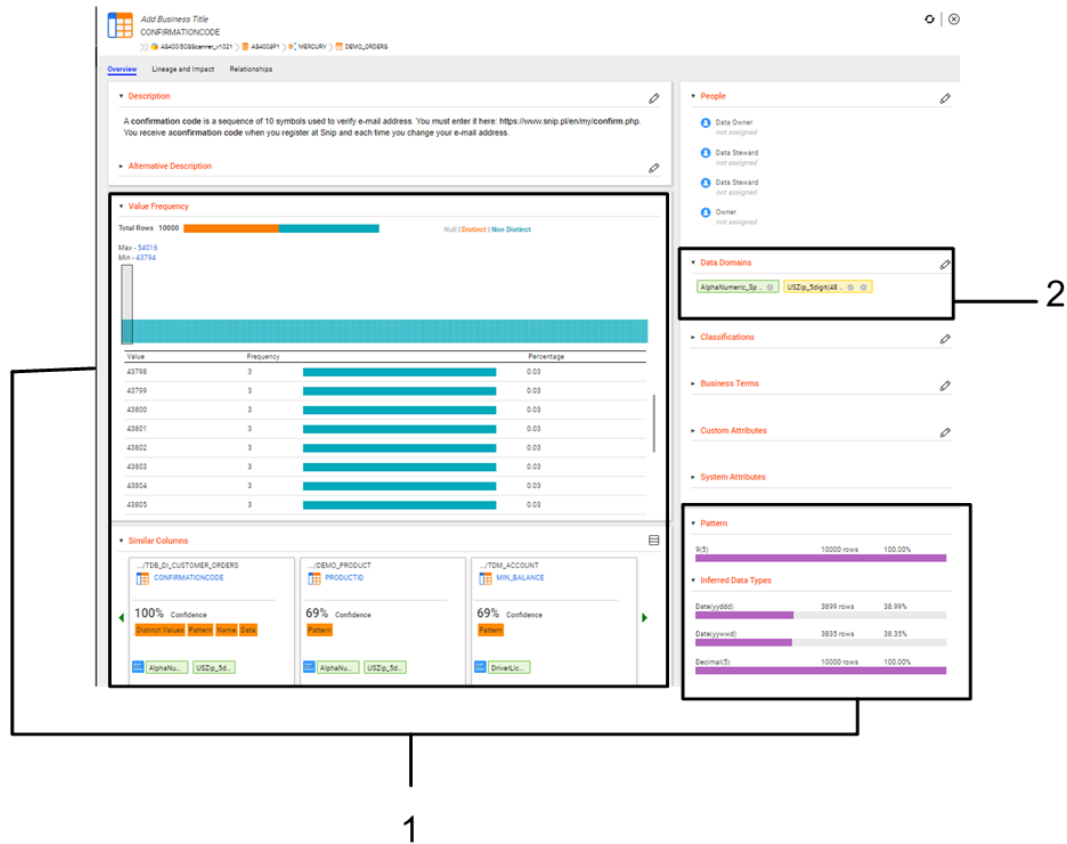 Add Business Title
CONFIRMATIONCODE
AS400\5OSScanner_v1021 AS400SP1 MERCURY DEMO_ORDERS
Overview Lineage and Impact Relationships
Description
A confirmation code is a sequence of 10 symbols used to verify e-mail address. You must enter it here: https://www.snip.pl/en/my/confirm.php.
You receive aconfirmation code when you register at Snip and each time you change your e-mail address.
Alternative Description
Value Frequency
Total Rows 10000 Null | Distinct | Non Distinct
Max - 54016
Min - 43794
Value Frequency Percentage
43798 3 0.03
43799 3 0.03
43800 3 0.03
43801 3 0.03
43802 3 0.03
43803 3 0.03
43804 3 0.03
43805 3 0.03
Similar Columns
.../TDB_DI_CUSTOMER_ORDERS
CONFIRMATIONCODE
100% Confidence
Distinct Values Pattern Name Data
AlphaNu... USZip_5d...
.../DEMO_PRODUCT
PRODUCTID
69% Confidence
Pattern
AlphaNu... USZip_5d...
.../TDM_ACCOUNT
MIN_BALANCE
69% Confidence
Pattern
DriverLic...
People
Data Owner
not assigned
Data Steward
not assigned
Data Steward
not assigned
Owner
not assigned
Data Domains
AlphaNumeric_Sp... USZip_5digit(48...
Classifications
Business Terms
Custom Attributes
System Attributes
Pattern
9(5) 10000 rows 100.00%
Inferred Data Types
Date(yyddd) 3899 rows 38.99%
Date(yywwd) 3835 rows 38.35%
Decimal(5) 10000 rows 100.00%
2
1